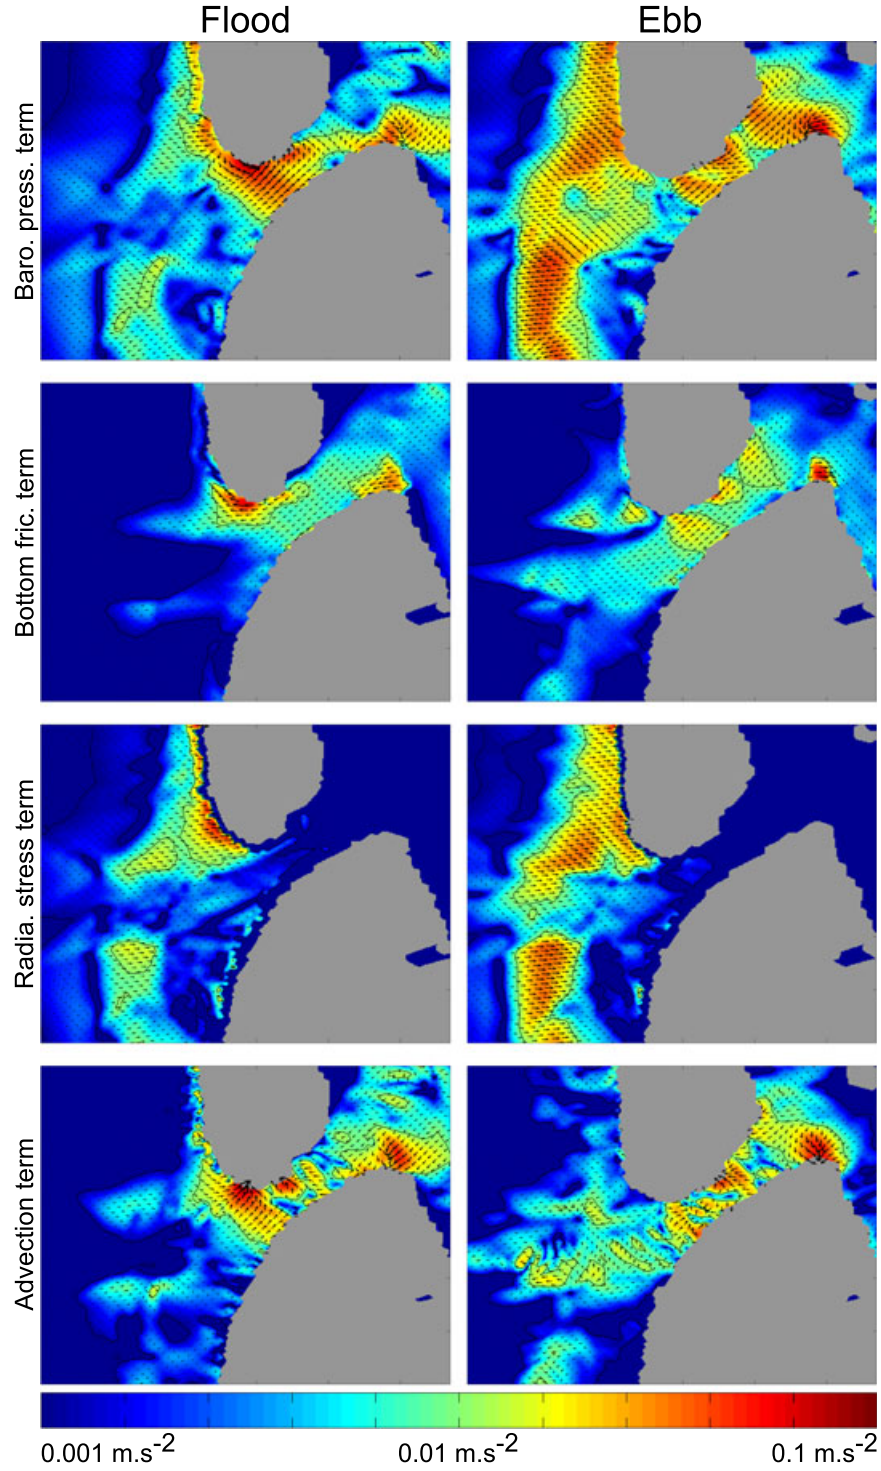 Flood Ebb
Baro. press. term
Bottom fric. term
Radia. stress term
Advection term
0.001 m.s-2 0.01 m.s-2 0.1 m.s-2